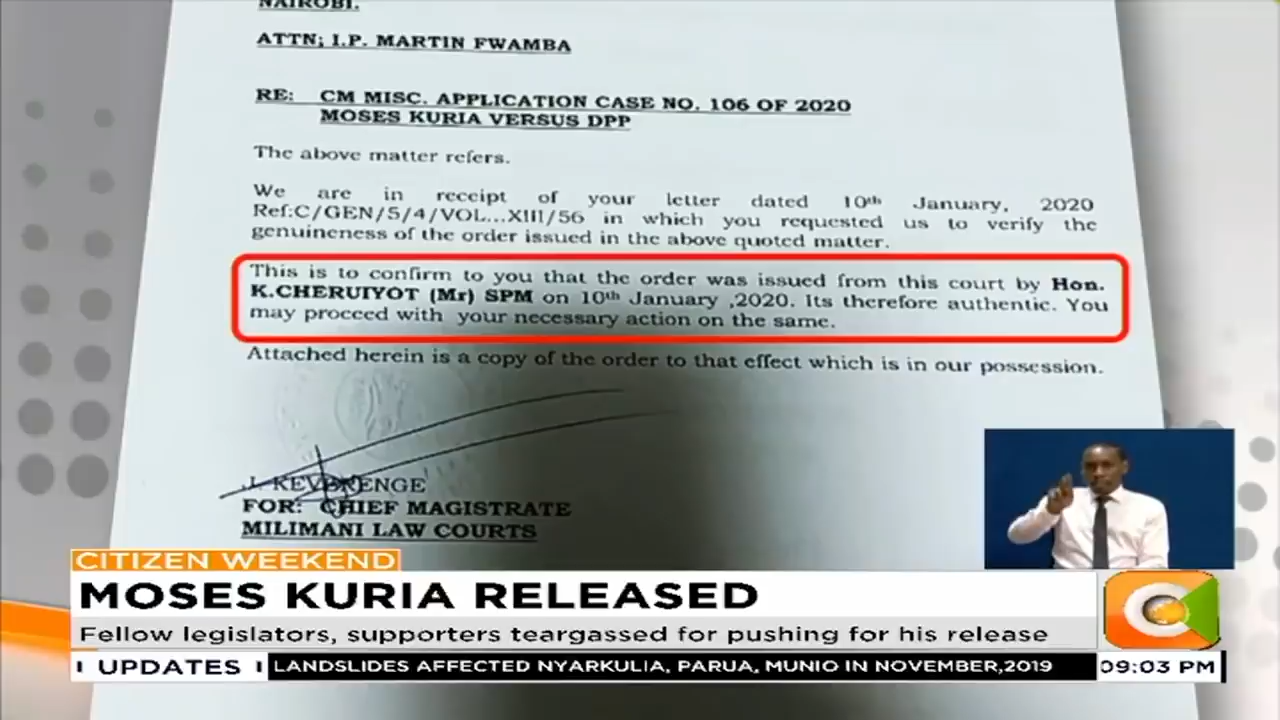 NAIROBI.
ATTN; I.P. MARTIN FWAMBA
RE: CM MISC. APPLICATION CASE NO. 106 OF 2020
MOSES KURIA VERSUS DPP
The above matter refers.
We are in receipt of your letter dated 10th January, 2020
Ref:C/GEN/5/4/VOL...XIII/56 in which you requested us to verify the
genuineness of the order issued in the above quoted matter.
This is to confirm to you that the order was issued from this court by Hon.
K.CHERUIYOT (Mr) SPM on 10th January ,2020. Its therefore authentic. You
may proceed with your necessary action on the same.
Attached herein is a copy of the order to that effect which is in our possession.
FOR: CHIEF MAGISTRATE
MILIMANI LAW COURTS
CITIZEN WEEKEND
MOSES KURIA RELEASED
Fellow legislators, supporters teargassed for pushing for his release
UPDATES
LANDSLIDES AFFECTED NYARKULIA, PARUA, MUNIO IN NOVEMBER,2019
09:03 PM